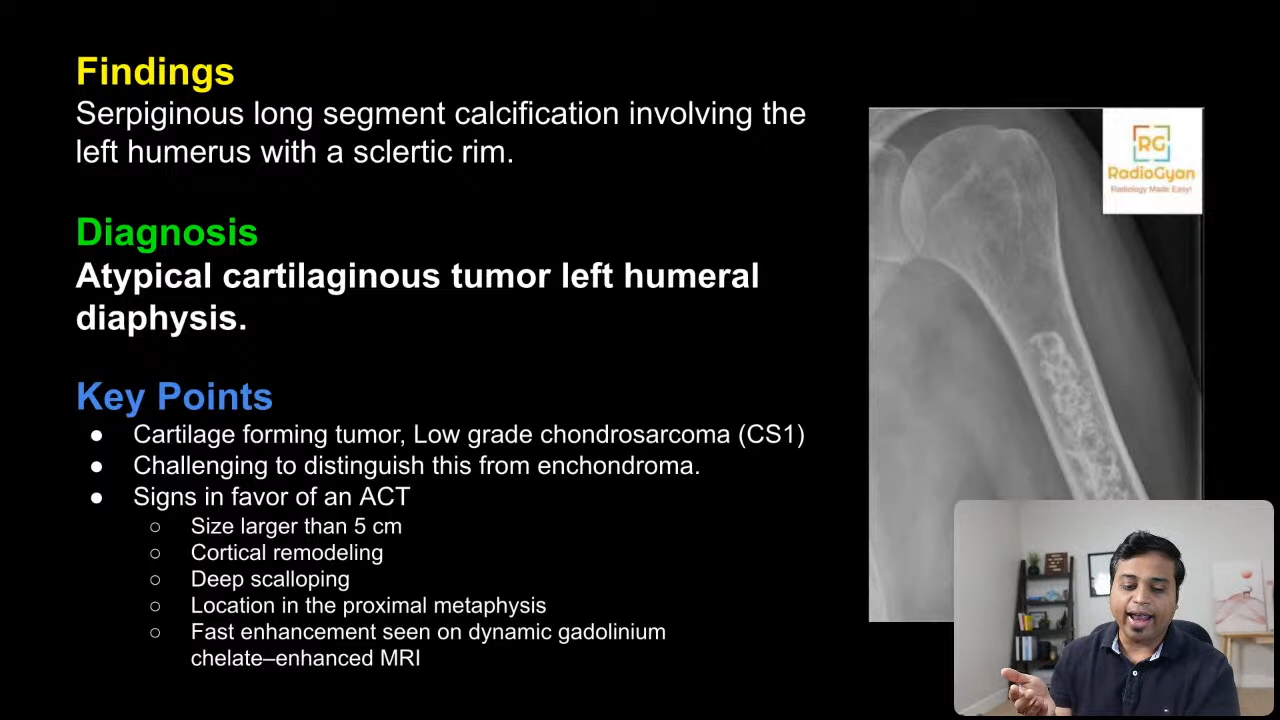 Findings
Serpiginous long segment calcification involving the
left humerus with a sclertic rim.
Diagnosis
Atypical cartilaginous tumor left humeral
diaphysis.
Key Points
● Cartilage forming tumor, Low grade chondrosarcoma (CS1)
● Challenging to distinguish this from enchondroma.
● Signs in favor of an ACT
○ Size larger than 5 cm
○ Cortical remodeling
○ Deep scalloping
○ Location in the proximal metaphysis
○ Fast enhancement seen on dynamic gadolinium
chelate–enhanced MRI
RG
RadioGyan
Radiology Made Easy!